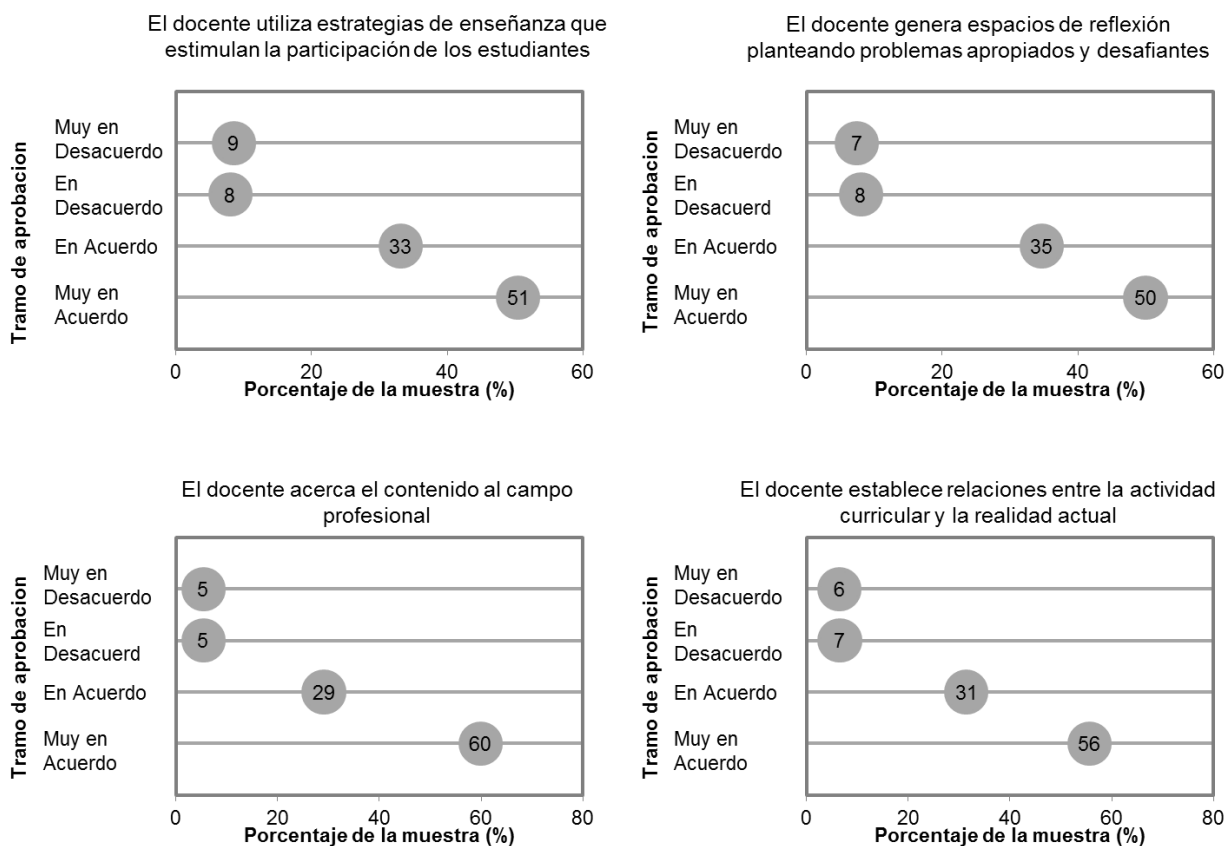 El docente utiliza estrategias de enseñanza que
estimulan la participación de los estudiantes
Tramo de aprobacion
Muy en
Desacuerdo
9
En
Desacuerdo
8
En Acuerdo
33
Muy en
Acuerdo
51
0 20 40 60
Porcentaje de la muestra (%)
El docente genera espacios de reflexión
planteando problemas apropiados y desafiantes
Tramo de aprobacion
Muy en
Desacuerdo
7
En
Desacuerd
8
En Acuerdo
35
Muy en
Acuerdo
50
0 20 40 60
Porcentaje de la muestra (%)
El docente acerca el contenido al campo
profesional
Tramo de aprobacion
Muy en
Desacuerdo
5
En
Desacuerd
5
En Acuerdo
29
Muy en
Acuerdo
60
0 20 40 60 80
Porcentaje de la muestra (%)
El docente establece relaciones entre la actividad
curricular y la realidad actual
Tramo de aprobacion
Muy en
Desacuerdo
6
En
Desacuerdo
7
En Acuerdo
31
Muy en
Acuerdo
56
0 20 40 60 80
Porcentaje de la muestra (%)